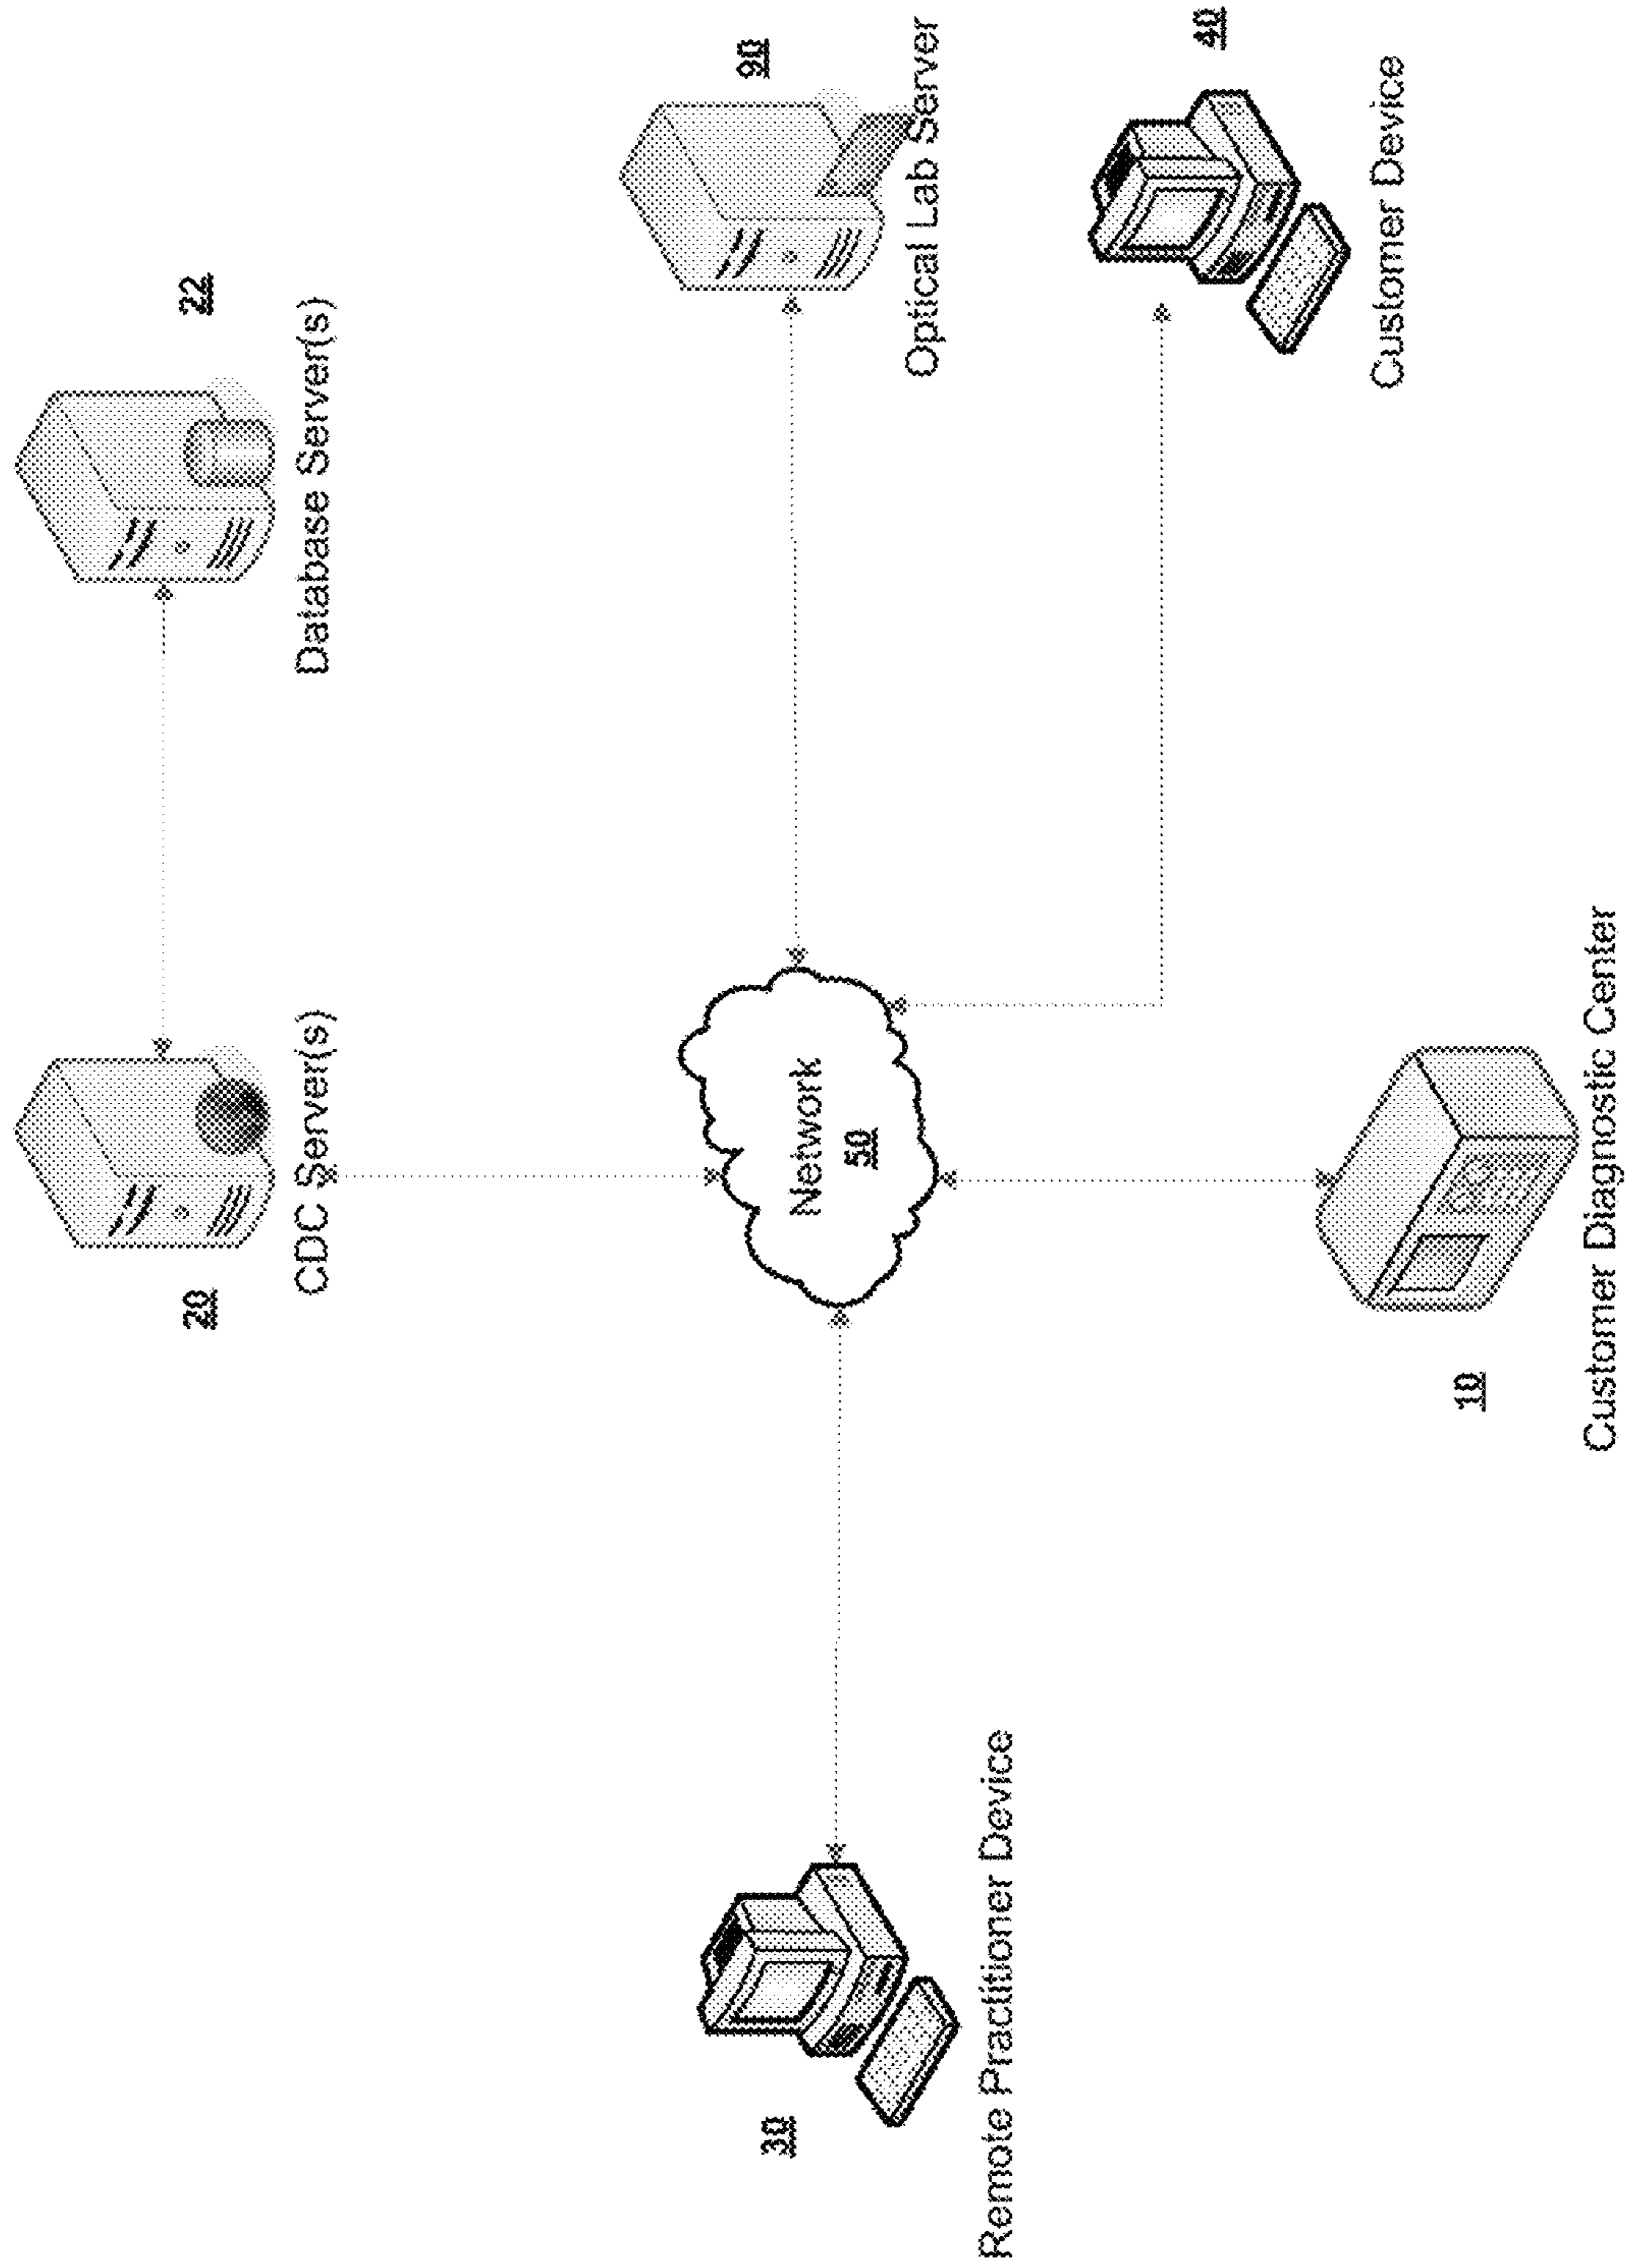 20
CDC Server(s)
22
Database Server(s)
30
Remote Practitioner Device
Network
50
90
Optical Lab Server
40
Customer Device
10
Customer Diagnostic Center